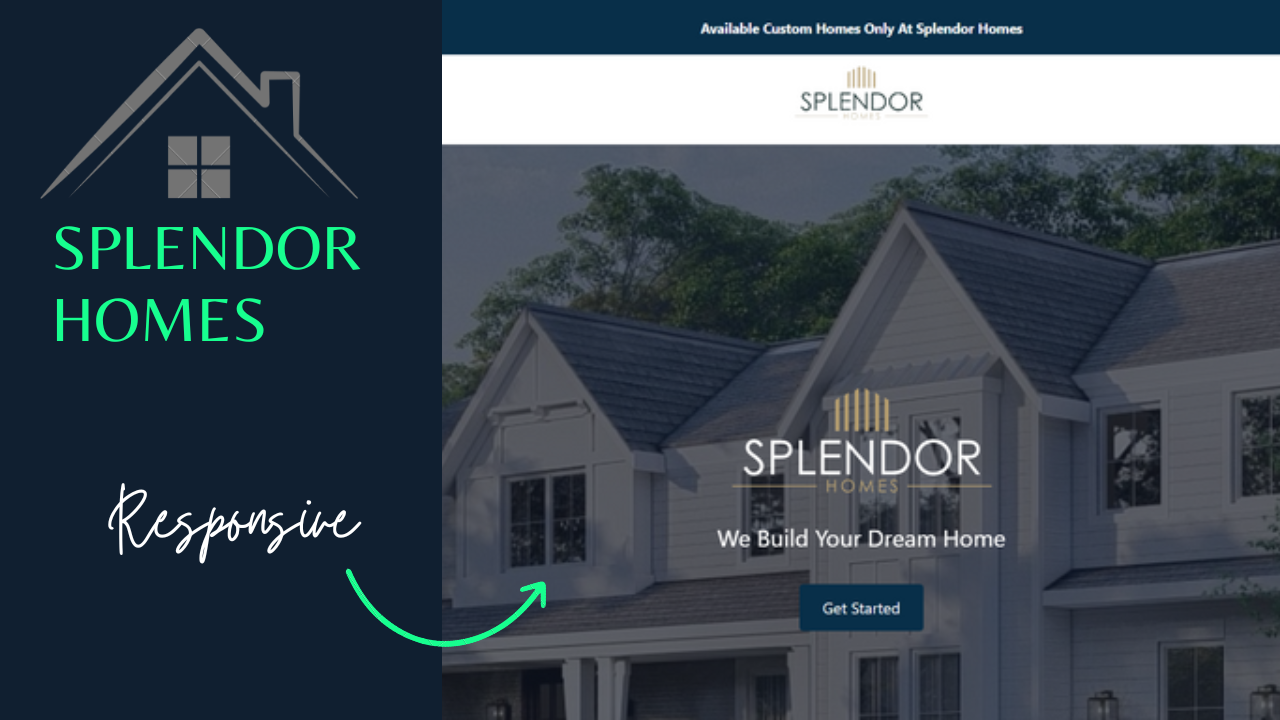 SPLENDOR
HOMES
Responsive
Available Custom Homes Only At Splendor Homes
SPLENDOR
HOMES
SPLENDOR
HOMES
We Build Your Dream Home
Get Started